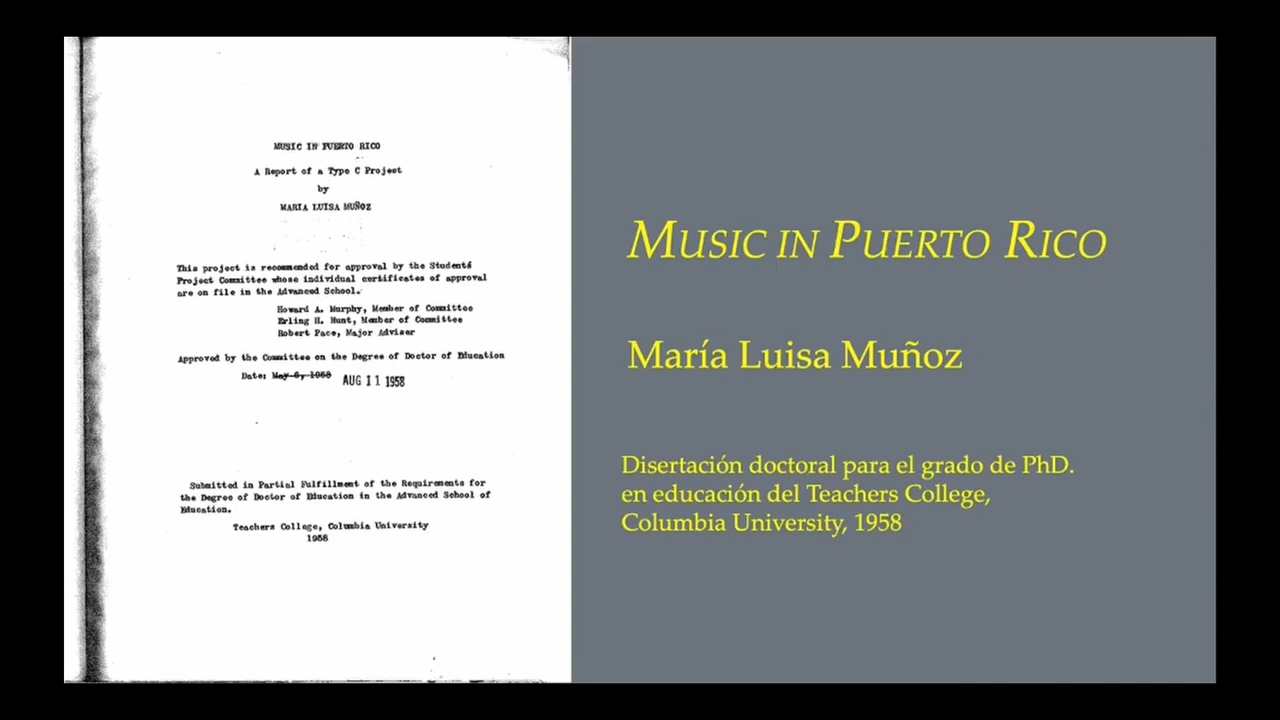 MUSIC IN PUERTO RICO
A Report of a Type C Project
by
MARIA LUISA MUÑOZ
This project is recommended for approval by the Students
Project Committee whose individual certificates of approval
are on file in the Advanced School.
Howard A. Murphy, Member of Committee
Erling H. Hunt, Member of Committee
Robert Pace, Major Adviser
Approved by the Committee on the Degree of Doctor of Education
Date: May 6, 1958 AUG 11 1958
Submitted in Partial Fulfillment of the Requirements for
the Degree of Doctor of Education in the Advanced School of
Education.
Teachers College, Columbia University
1958
MUSIC IN PUERTO RICO
María Luisa Muñoz
Disertación doctoral para el grado de PhD.
en educación del Teachers College,
Columbia University, 1958